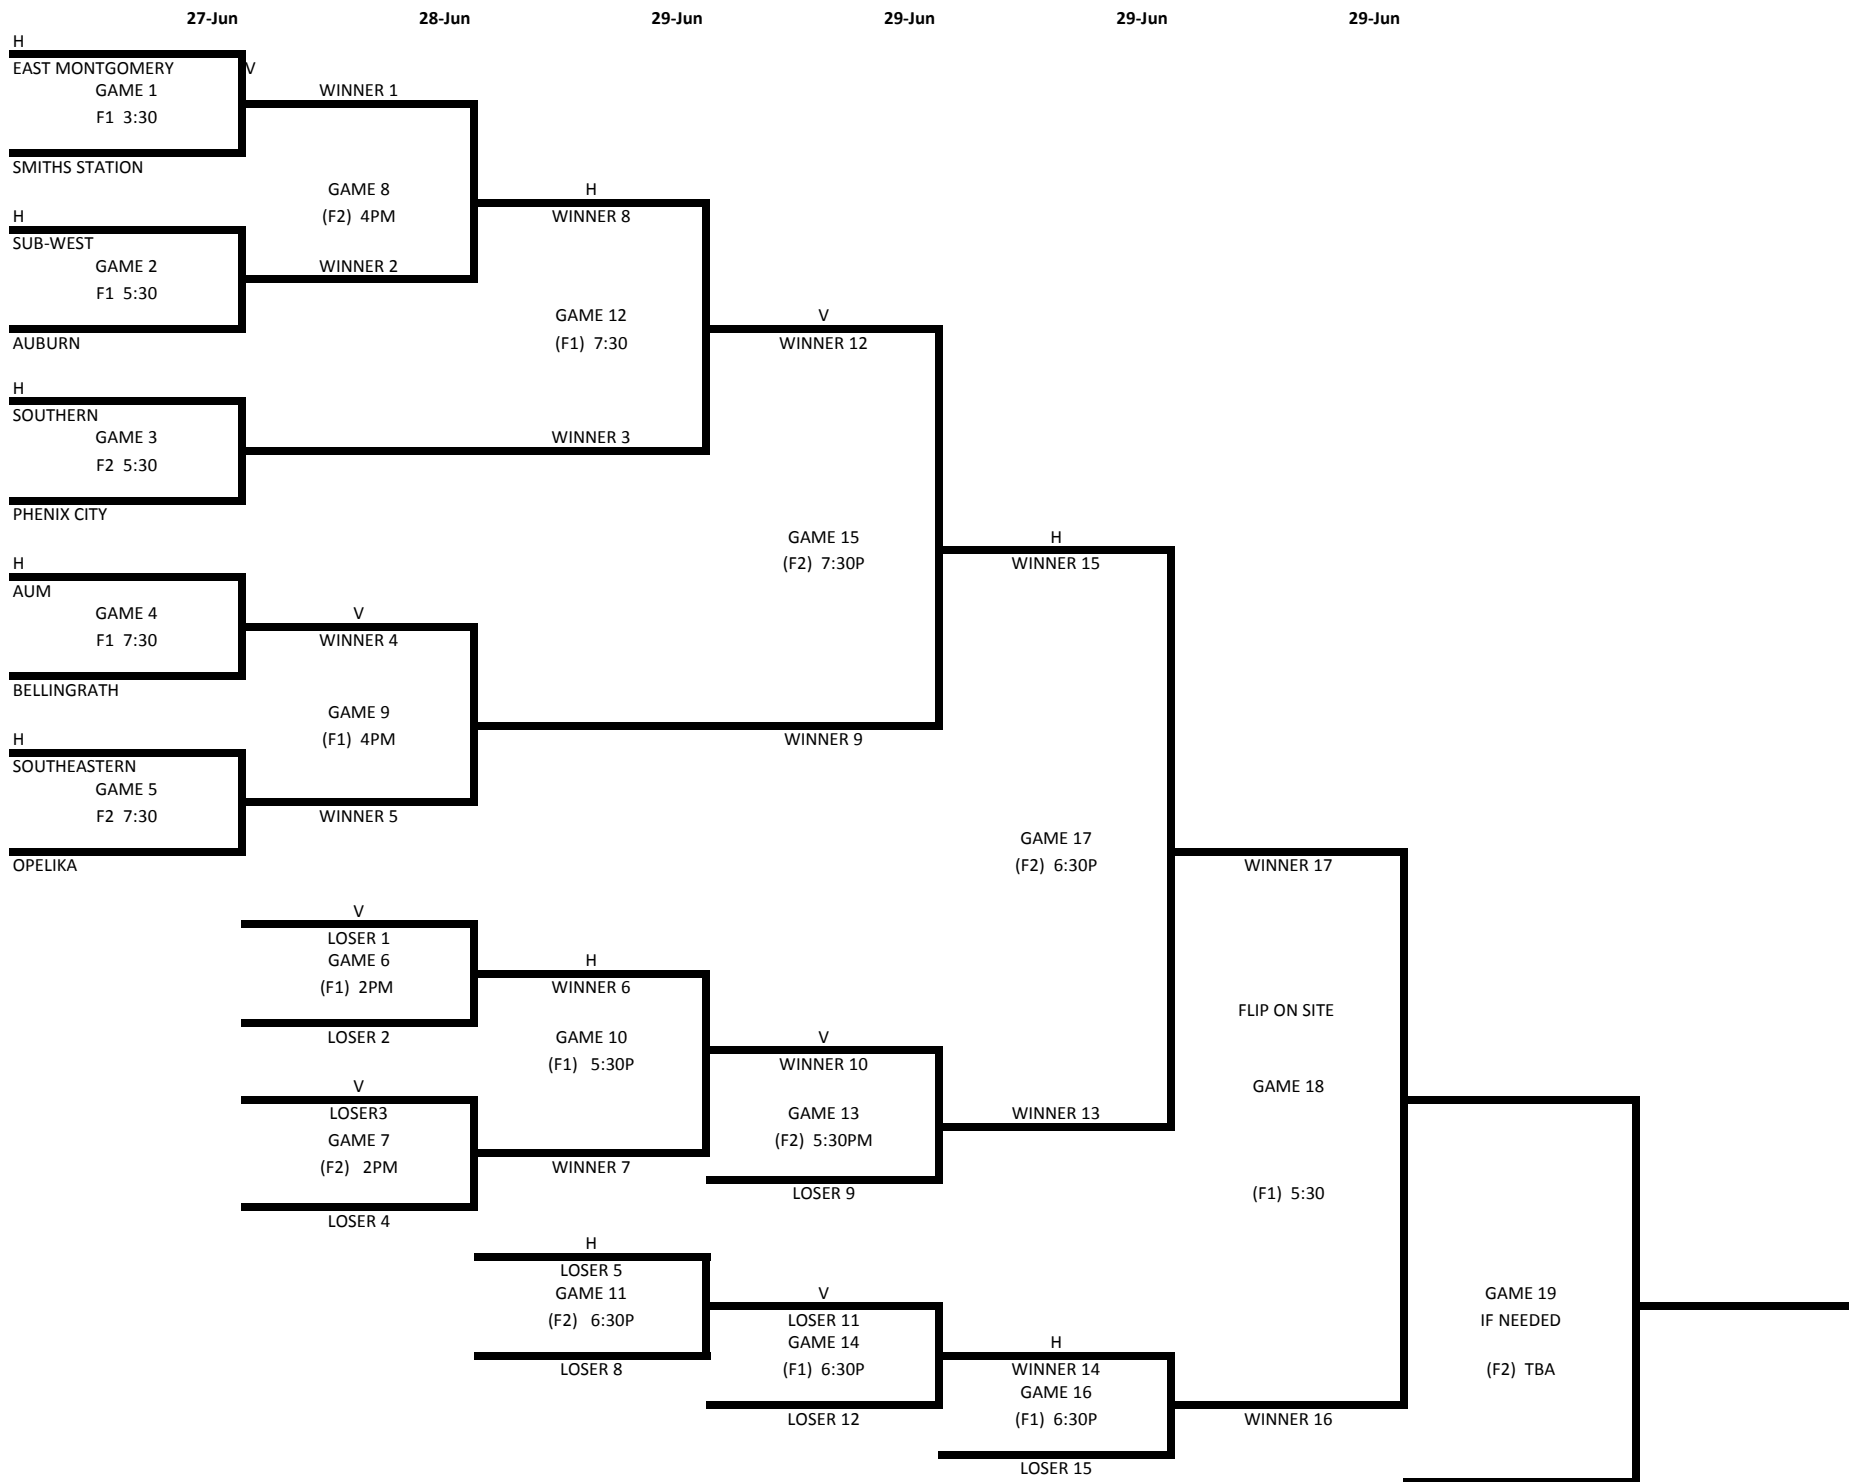 27-Jun 28-Jun 29-Jun 29-Jun 29-Jun 29-Jun
H
EAST MONTGOMERY V
GAME 1
F1 3:30
SMITHS STATION
H
SUB-WEST
GAME 2
F1 5:30
AUBURN
H
SOUTHERN
GAME 3
F2 5:30
PHENIX CITY
H
AUM
GAME 4
F1 7:30
BELLINGRATH
H
SOUTHEASTERN
GAME 5
F2 7:30
OPELIKA
WINNER 1
GAME 8
(F2) 4PM
WINNER 2
V
WINNER 4
GAME 9
(F1) 4PM
WINNER 5
V
LOSER 1
GAME 6
(F1) 2PM
LOSER 2
V
LOSER3
GAME 7
(F2) 2PM
LOSER 4
H
WINNER 8
GAME 12
(F1) 7:30
WINNER 3
H
WINNER 6
GAME 10
(F1) 5:30P
WINNER 7
H
LOSER 5
GAME 11
(F2) 6:30P
LOSER 8
V
WINNER 12
GAME 15
(F2) 7:30P
WINNER 9
V
WINNER 10
GAME 13
(F2) 5:30PM
LOSER 9
V
LOSER 11
GAME 14
(F1) 6:30P
LOSER 12
H
WINNER 15
GAME 17
(F2) 6:30P
WINNER 13
H
WINNER 14
GAME 16
(F1) 6:30P
LOSER 15
WINNER 17
FLIP ON SITE
GAME 18
(F1) 5:30
WINNER 16
GAME 19
IF NEEDED
(F2) TBA